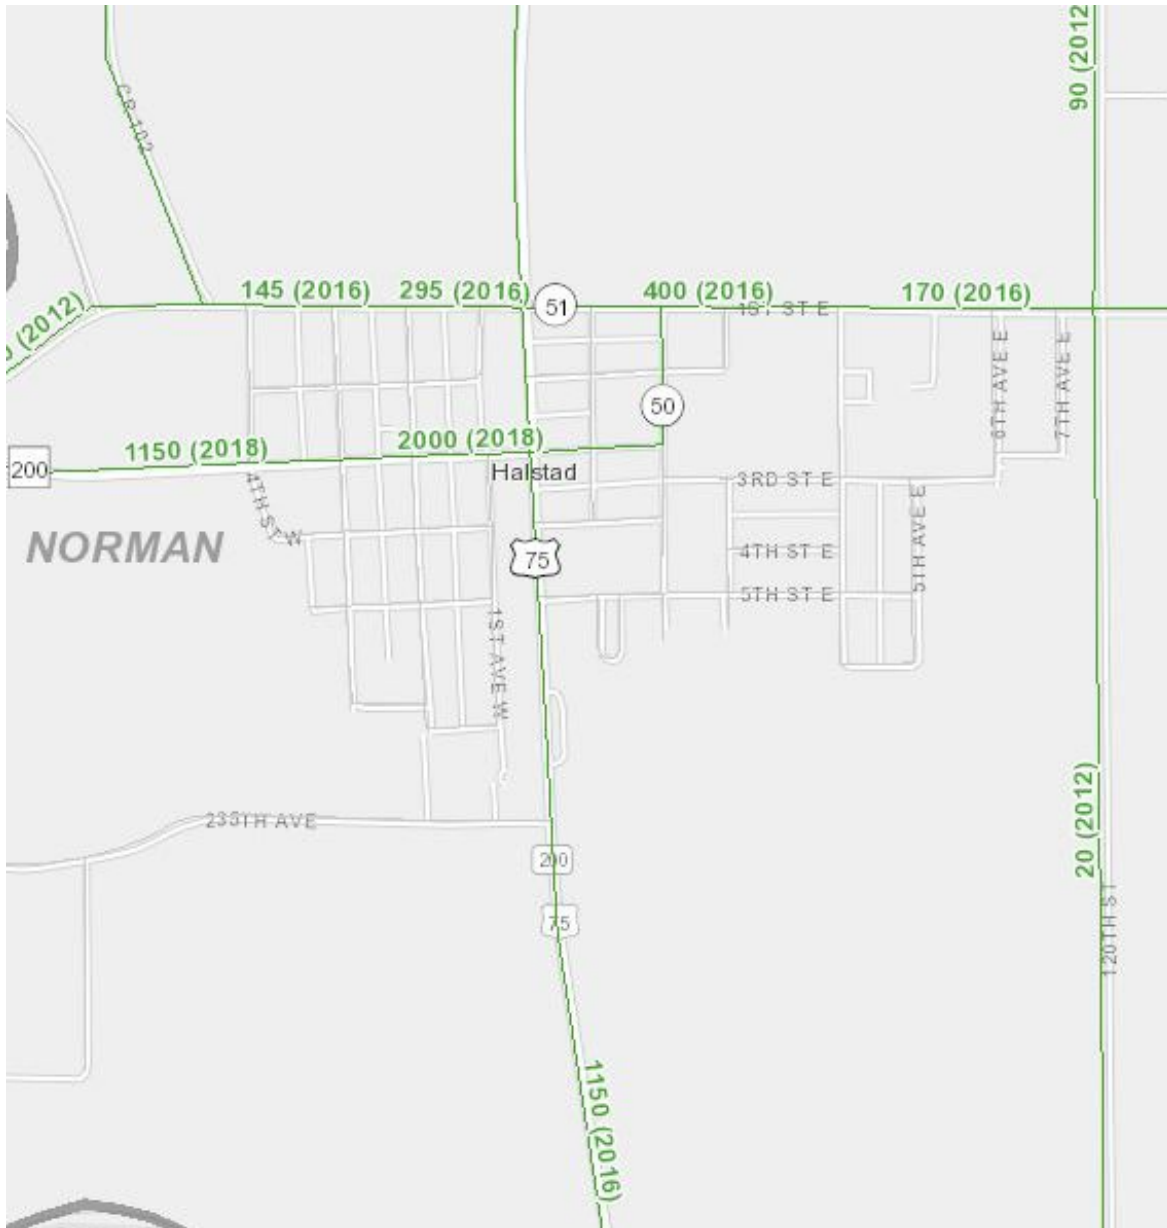 90 (2012
CR 102
145 (2016)
295 (2016)
51
400 (2016)
1ST ST E
170 (2016)
(2012)
6TH AVE E
7TH AVE E
50
1150 (2018)
2000 (2018)
200
Halstad
3RD ST E
4TH ST W
NORMAN
75
4TH ST E
5TH AVE E
5TH ST E
1ST AVE W
235TH AVE
20 (2012)
200
75
120TH ST
1150 (2016)